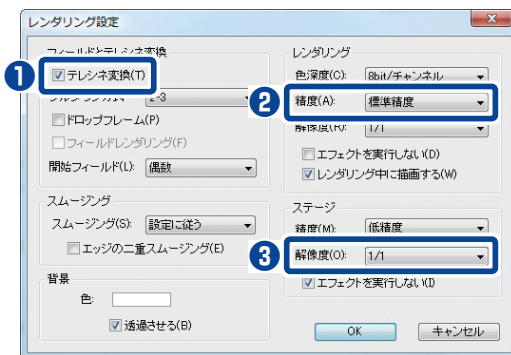 レンダリング設定
フィールドとテレシネ変換
❶
テレシネ変換(T)
2-3
ドロップフレーム(P)
フィールドレンダリング(F)
開始フィールド(L): 偶数
スムージング
スムージング(S): 設定に従う
エッジの二重スムージング(E)
背景
色:
透過させる(B)
レンダリング
色深度(C): 8bit/チャンネル
❷
精度(A): 標準精度
解像度(R): 1/1
エフェクトを実行しない(D)
レンダリング中に描画する(W)
ステージ
精度(M): 低精度
❸
解像度(O): 1/1
エフェクトを実行しない(I)
OK キャンセル